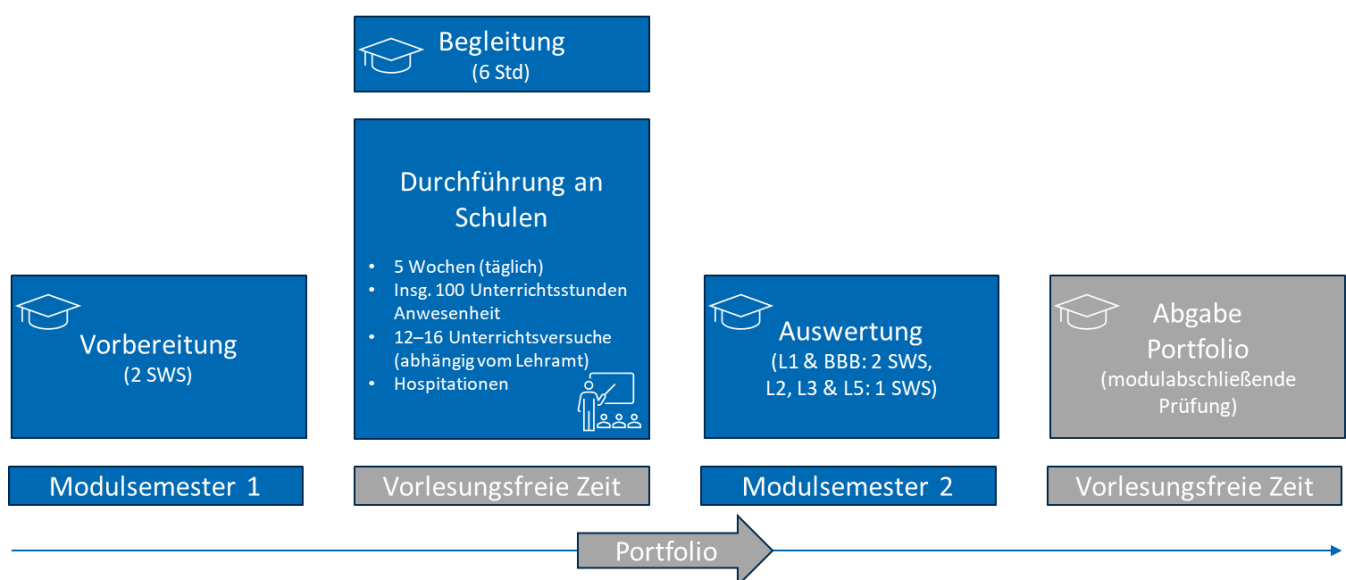 Begleitung
(6 Std)
Durchführung an
Schulen
• 5 Wochen (täglich)
• Insg. 100 Unterrichtsstunden
Anwesenheit
• 12–16 Unterrichtsversuche
(abhängig vom Lehramt)
• Hospitationen
Vorbereitung
(2 SWS)
Auswertung
(L1 & BBB: 2 SWS,
L2, L3 & L5: 1 SWS)
Abgabe
Portfolio
(modulabschließende
Prüfung)
Modulsemester 1
Vorlesungsfreie Zeit
Modulsemester 2
Vorlesungsfreie Zeit
Portfolio